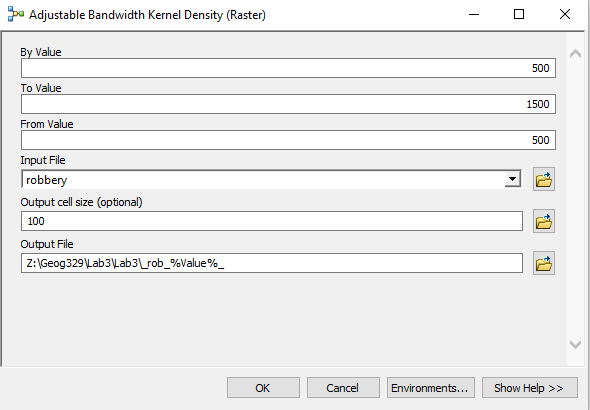 Adjustable Bandwidth Kernel Density (Raster)
By Value
500
To Value
1500
From Value
500
Input File
robbery
Output cell size (optional)
100
Output File
Z:\Geog329\Lab3\Lab3\_rob_%Value%_
OK Cancel Environments... Show Help >>